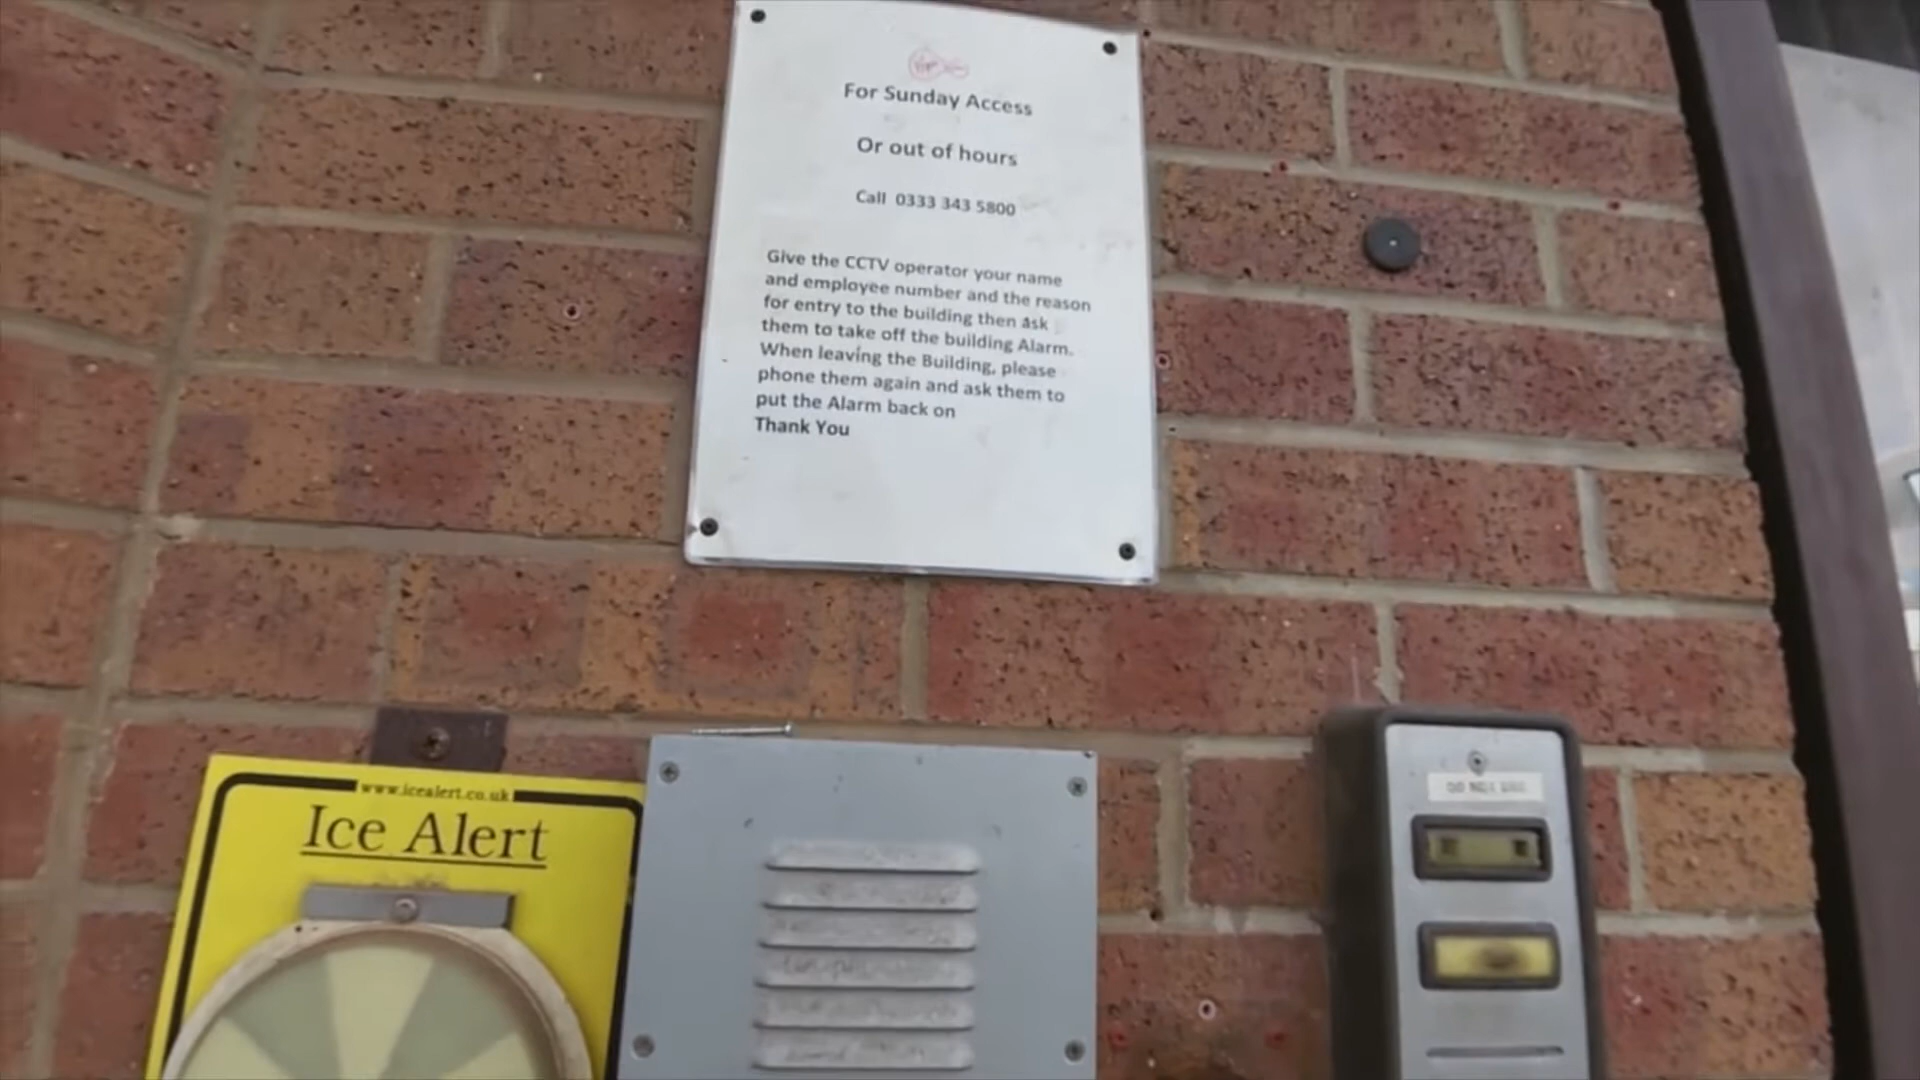 For Sunday Access
Or out of hours
Call 0333 343 5800
Give the CCTV operator your name
and employee number and the reason
for entry to the building then ask
them to take off the building Alarm.
When leaving the Building, please
phone them again and ask them to
put the Alarm back on
Thank You
www.icealert.co.uk
Ice Alert
DO NOT USE